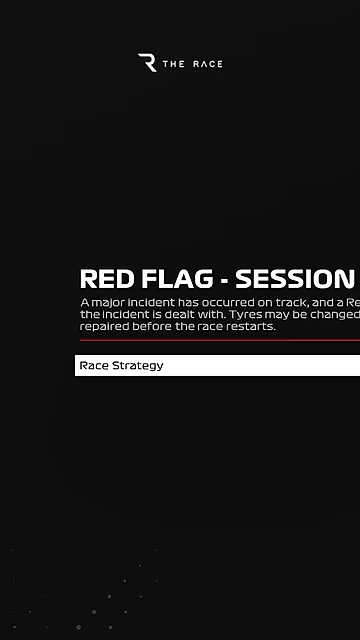 THE RACE
RED FLAG - SESSION
A major incident has occurred on track, and a Re
the incident is dealt with. Tyres may be changed
repaired before the race restarts.
Race Strategy